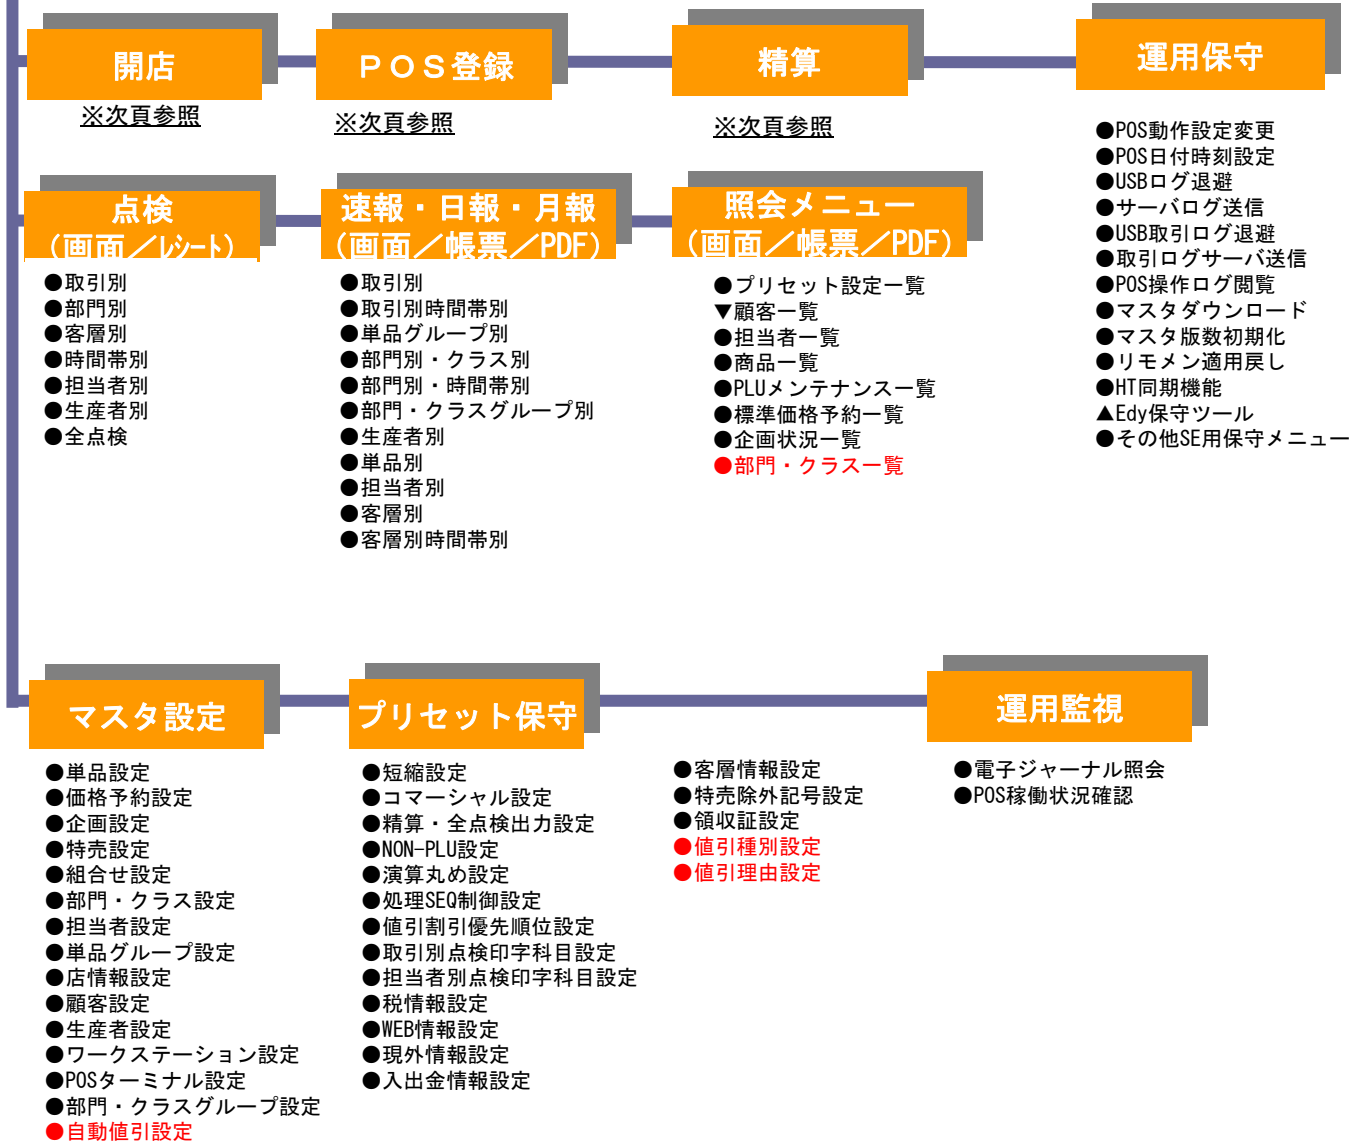 開店
※次頁参照
ＰＯＳ登録
※次頁参照
精算
※次頁参照
運用保守
●POS動作設定変更
●POS日付時刻設定
●USBログ退避
●サーバログ送信
●USB取引ログ退避
●取引ログサーバ送信
●POS操作ログ閲覧
●マスタダウンロード
●マスタ版数初期化
●リモメン適用戻し
●HT同期機能
▲Edy保守ツール
●その他SE用保守メニュー
点検
（画面／ﾚｼｰﾄ）
●取引別
●部門別
●客層別
●時間帯別
●担当者別
●生産者別
●全点検
速報・日報・月報
（画面／帳票／PDF）
●取引別
●取引別時間帯別
●単品グループ別
●部門別・クラス別
●部門別・時間帯別
●部門・クラスグループ別
●生産者別
●単品別
●担当者別
●客層別
●客層別時間帯別
照会メニュー
（画面／帳票／PDF）
●プリセット設定一覧
▼顧客一覧
●担当者一覧
●商品一覧
●PLUメンテナンス一覧
●標準価格予約一覧
●企画状況一覧
●部門・クラス一覧
マスタ設定
●単品設定
●価格予約設定
●企画設定
●特売設定
●組合せ設定
●部門・クラス設定
●担当者設定
●単品グループ設定
●店情報設定
●顧客設定
●生産者設定
●ワークステーション設定
●POSターミナル設定
●部門・クラスグループ設定
●自動値引設定
プリセット保守
●短縮設定
●コマーシャル設定
●精算・全点検出力設定
●NON-PLU設定
●演算丸め設定
●処理SEQ制御設定
●値引割引優先順位設定
●取引別点検印字科目設定
●担当者別点検印字科目設定
●税情報設定
●WEB情報設定
●現外情報設定
●入出金情報設定
●客層情報設定
●特売除外記号設定
●領収証設定
●値引種別設定
●値引理由設定
運用監視
●電子ジャーナル照会
●POS稼働状況確認